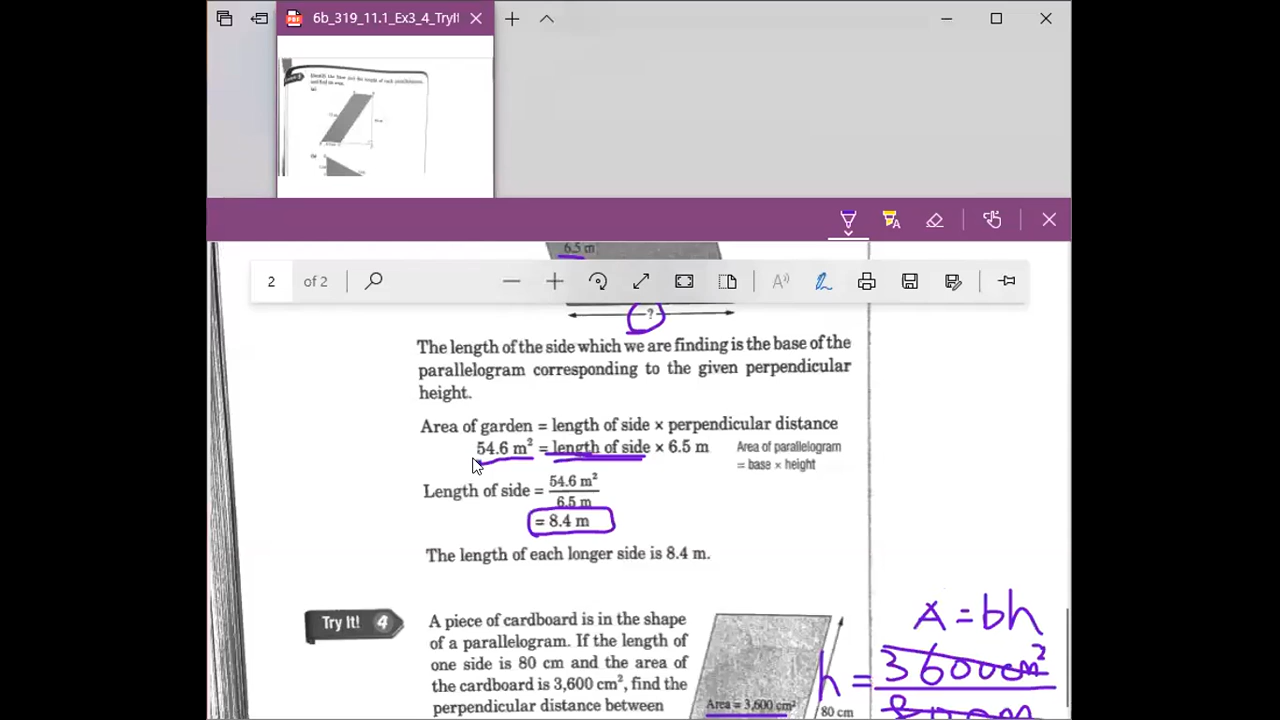 6b_319_11.1_Ex3_4_TryI
2 of 2
6.5 m
?
The length of the side which we are finding is the base of the
parallelogram corresponding to the given perpendicular
height.
Area of garden = length of side × perpendicular distance
54.6 m² = length of side × 6.5 m
Area of parallelogram
= base × height
Length of side = 54.6 m²
6.5 m
= 8.4 m
The length of each longer side is 8.4 m.
Try It! 4
A piece of cardboard is in the shape
of a parallelogram. If the length of
one side is 80 cm and the area of
the cardboard is 3,600 cm², find the
perpendicular distance between
Area = 3,600 cm²
80 cm
A = bh
h = 3600cm²